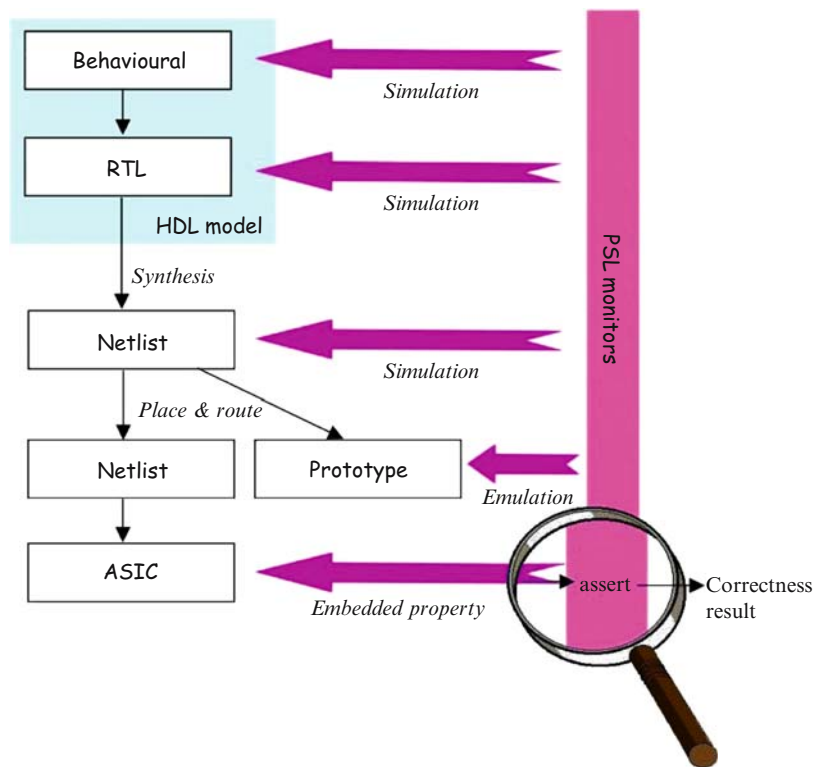 Behavioural
Simulation
RTL
Simulation
HDL model
PSL monitors
Synthesis
Netlist
Simulation
Place & route
Netlist
Prototype
Emulation
ASIC
assert
Correctness
result
Embedded property